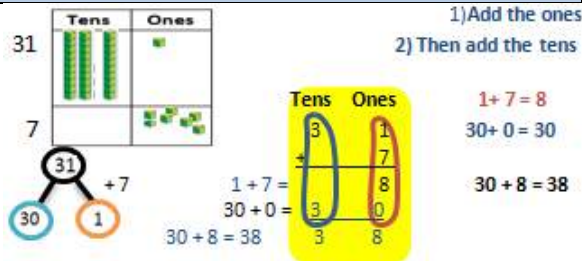 Tens Ones
31
7
31
+ 7
30 1
1)Add the ones
2) Then add the tens
Tens Ones
3 1
+ 7
1 + 7 = 8
30 + 0 = 3 0
30 + 8 = 38 3 8
1+ 7 = 8
30+ 0 = 30
30 + 8 = 38